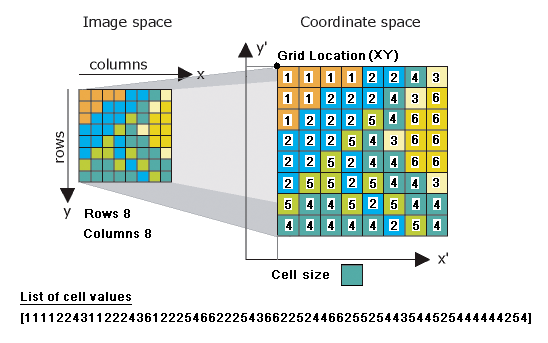 Image space
Coordinate space
y'
Grid Location (XY)
columns
x
rows
y
1 1 1 1 2 2 4 3
1 1 2 2 2 4 3 6
1 2 2 2 5 4 6 6
2 2 2 5 4 3 6 6
2 2 5 2 4 4 6 6
2 5 5 2 5 4 4 3
5 4 4 5 2 5 4 4
4 4 4 4 4 2 5 4
Rows 8
Columns 8
x'
Cell size
List of cell values
[1111224311122243612225466222543662252446625525443544525444444254]